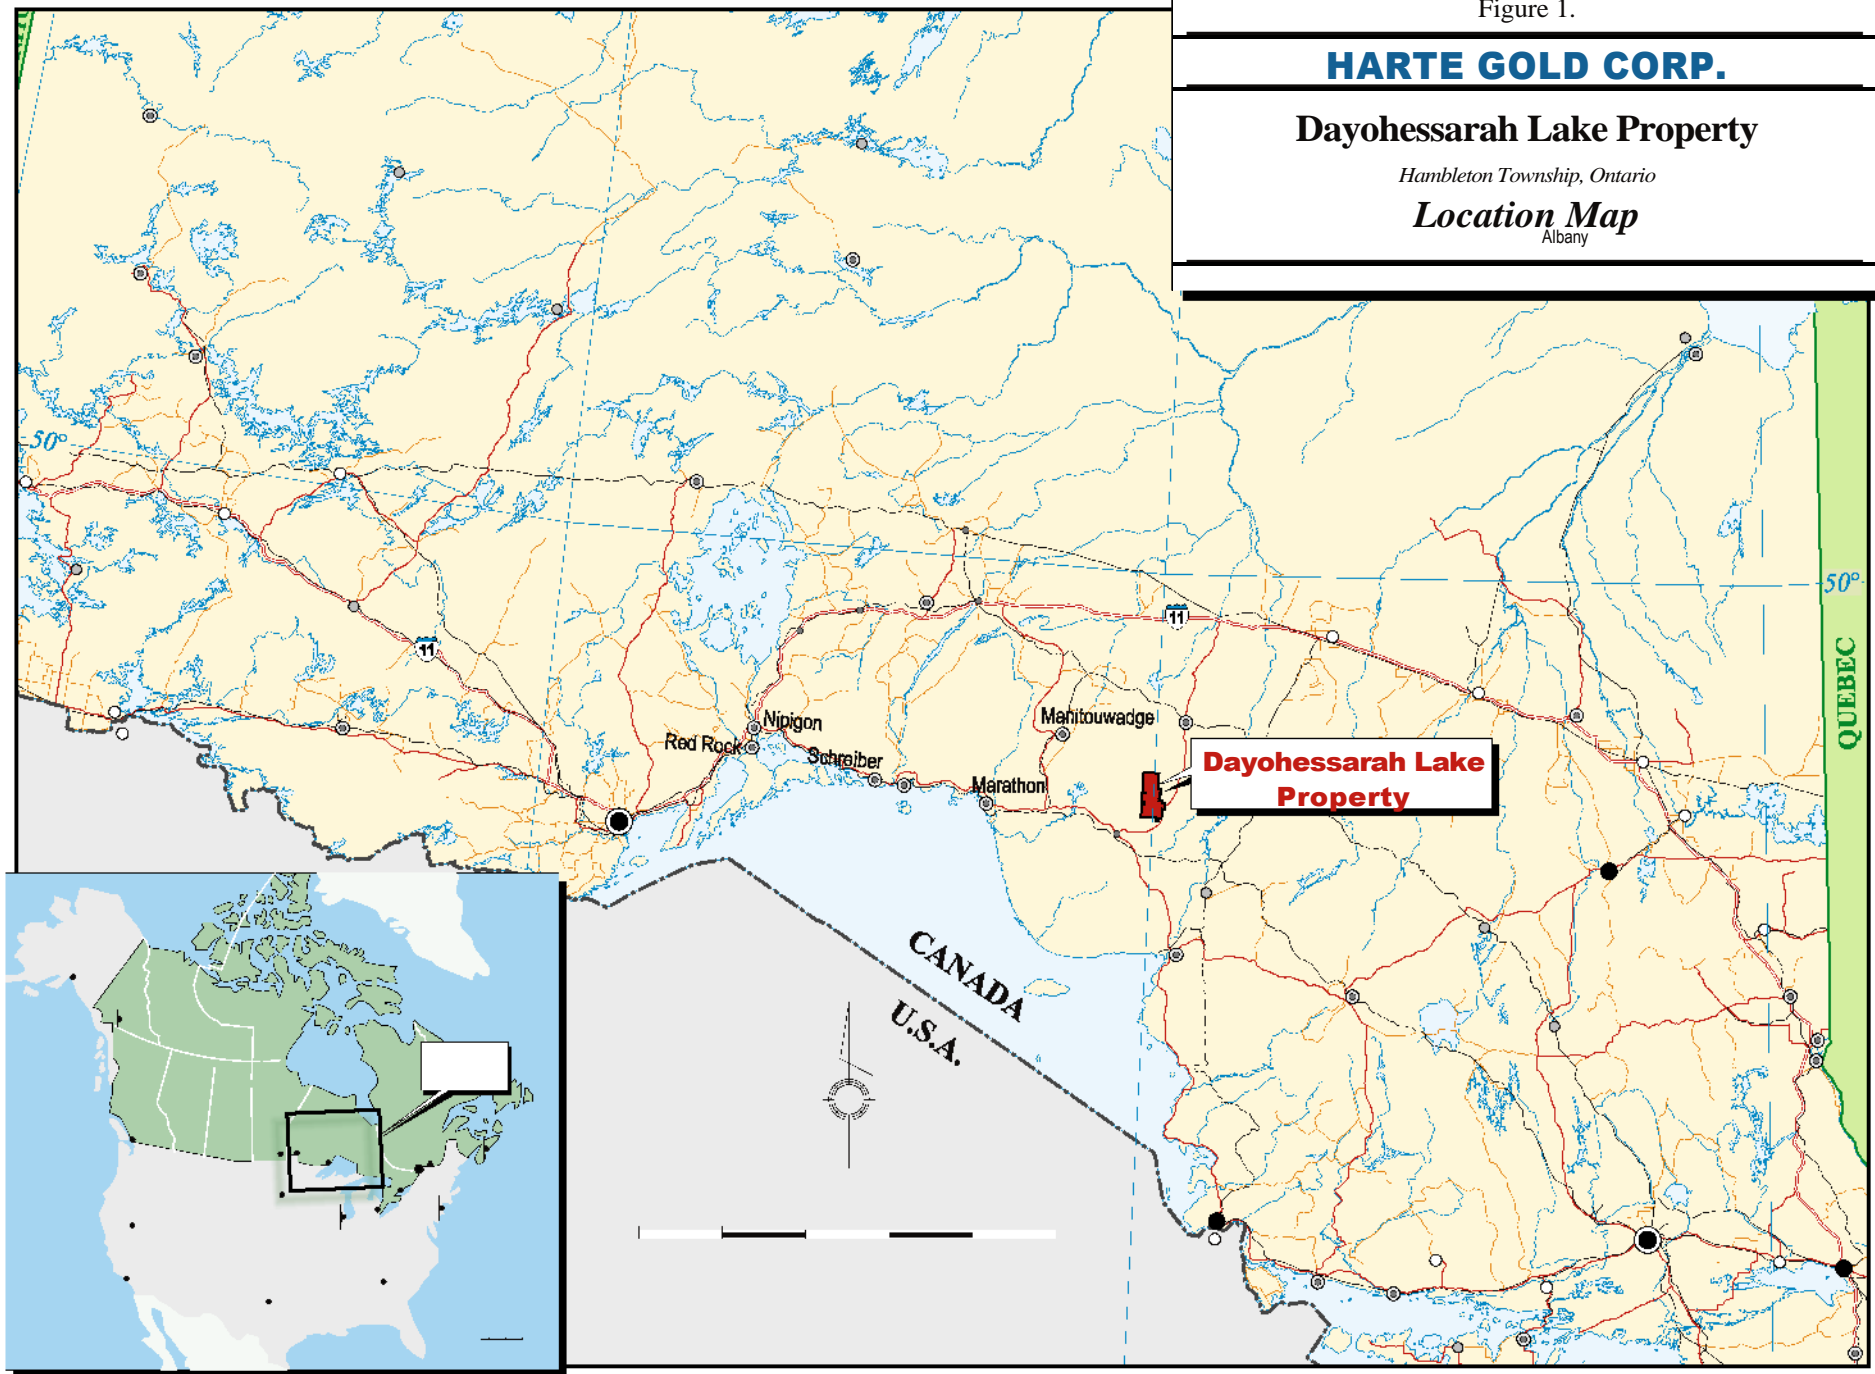 Figure 1.
HARTE GOLD CORP.
Dayohessarah Lake Property
Hambleton Township, Ontario
Location Map
Albany
50°
50°
11
11
QUEBEC
Nipigon
Red Rock
Schreiber
Manitouwadge
Marathon
Dayohessarah Lake
Property
CANADA
U.S.A.